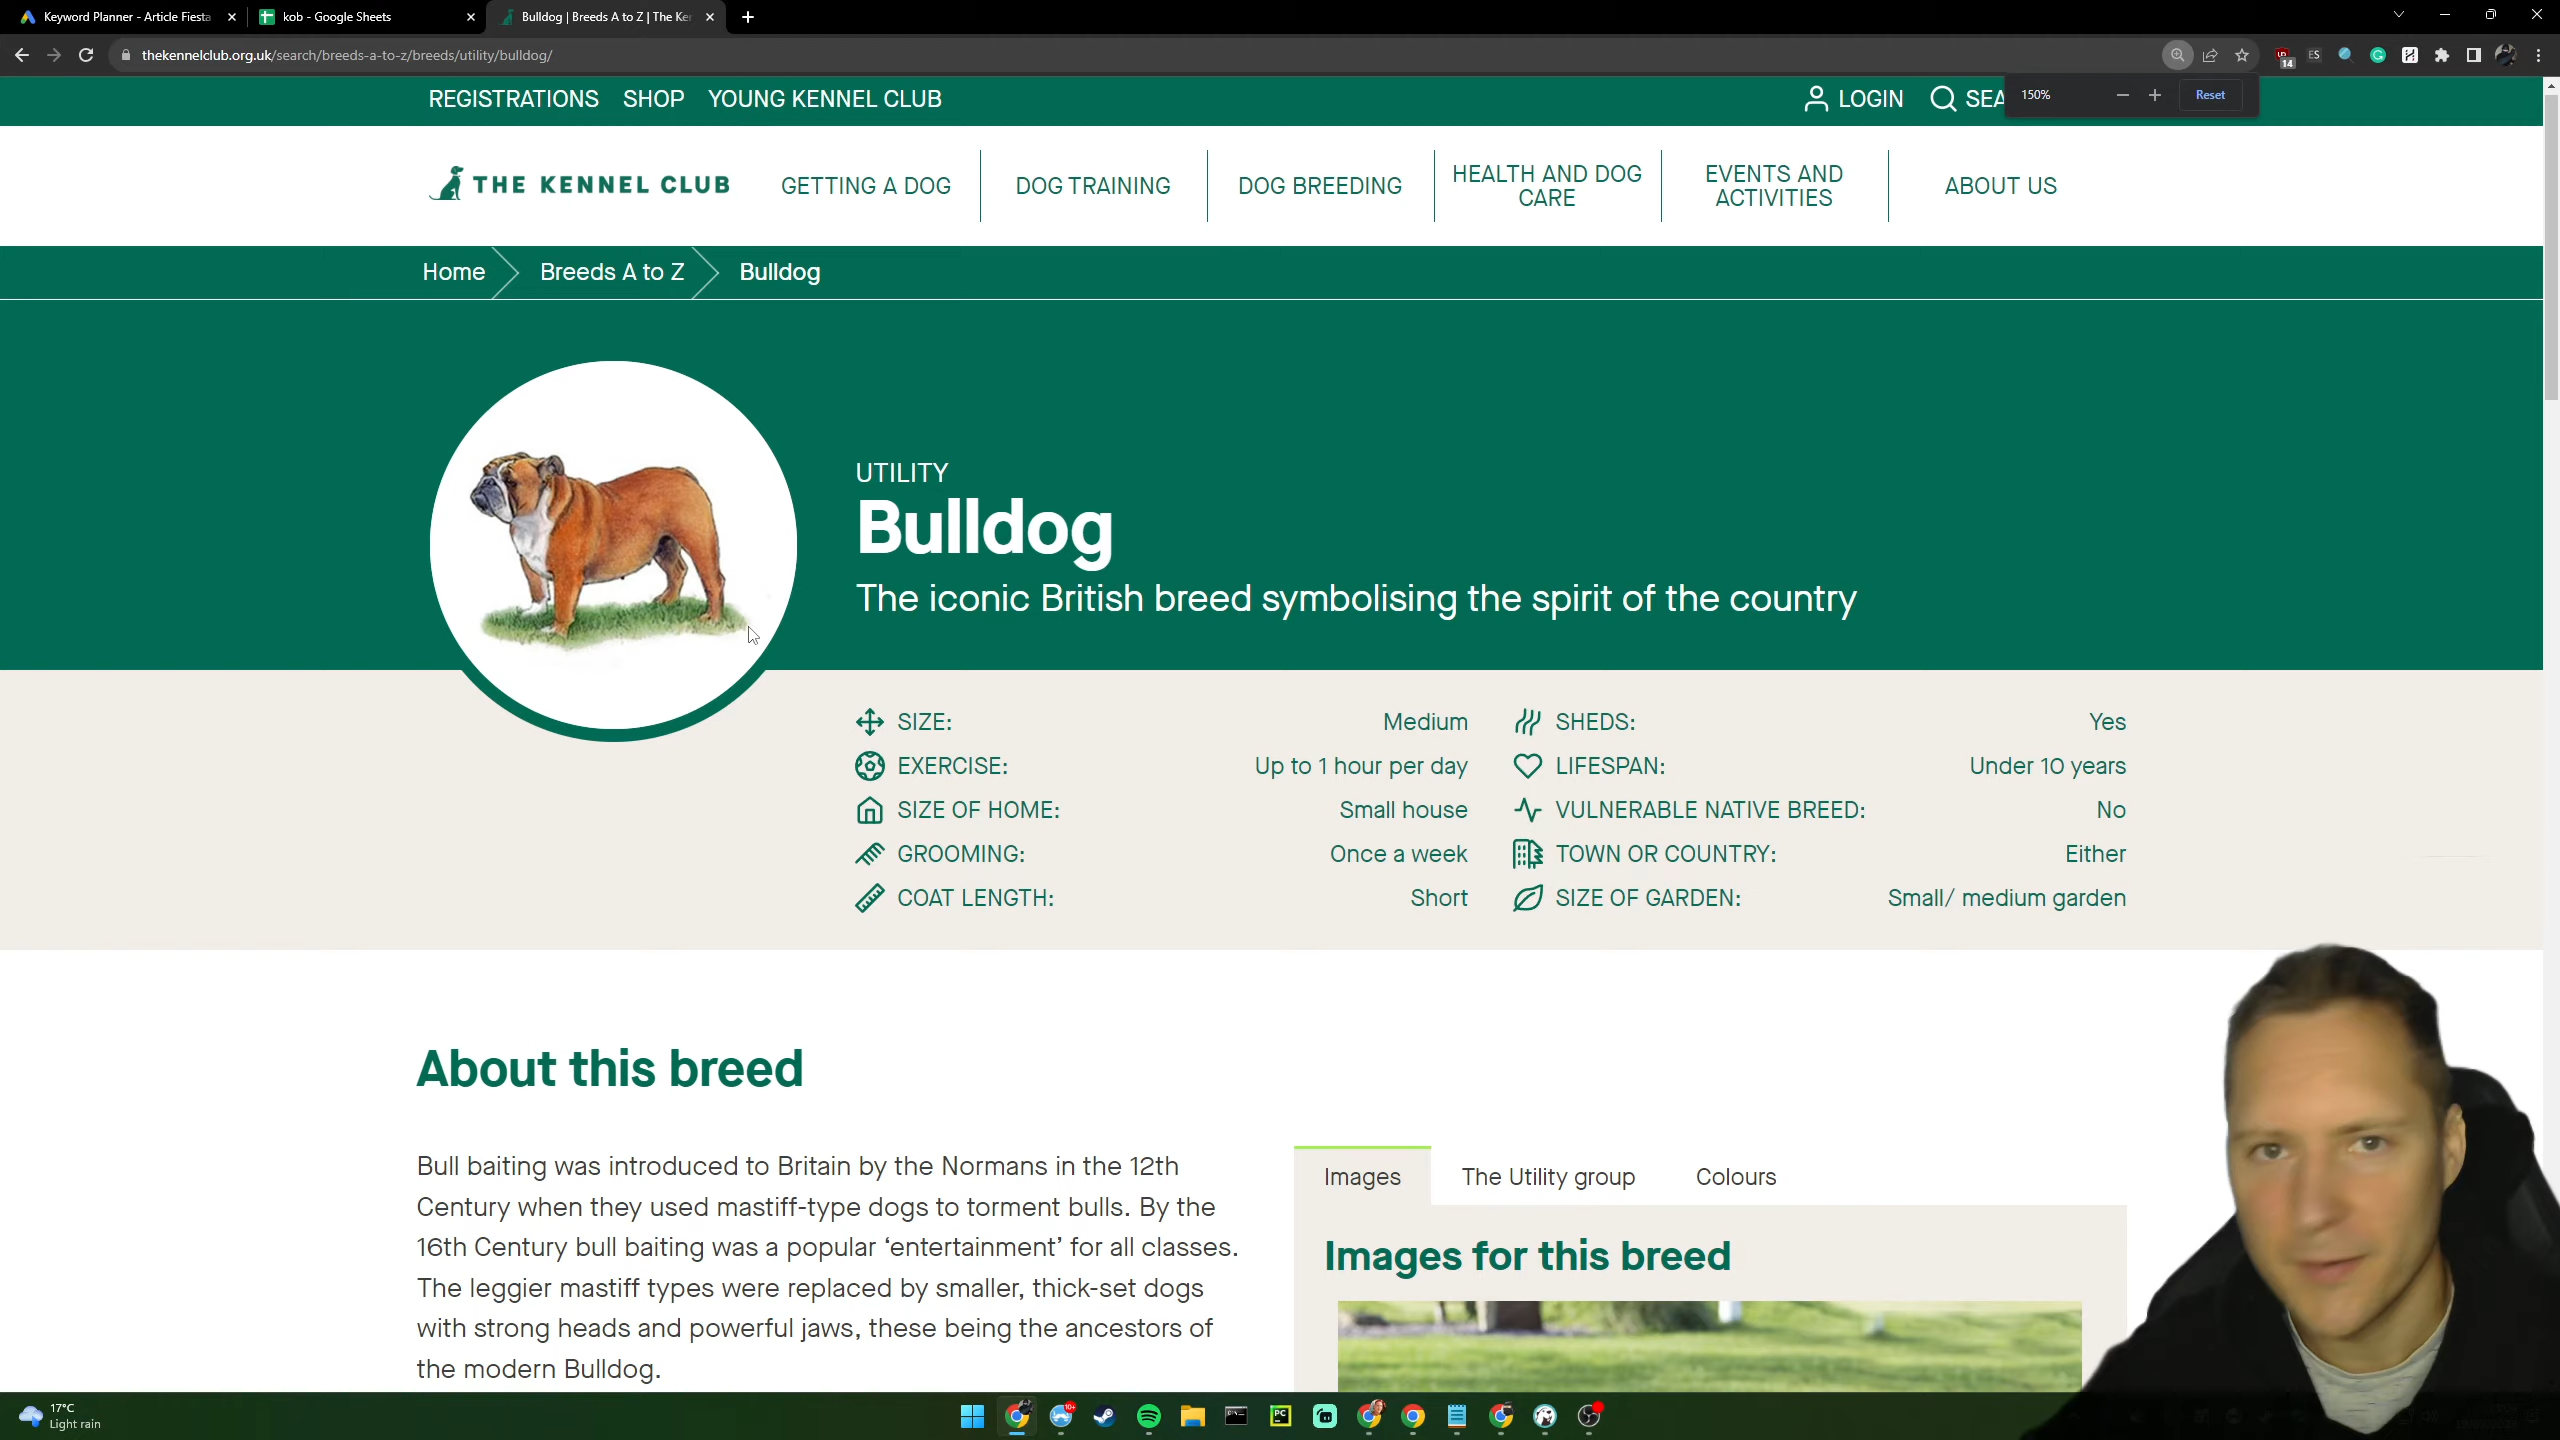 Keyword Planner - Article Fiesta
kob - Google Sheets
Bulldog | Breeds A to Z | The Ker
thekennelclub.org.uk/search/breeds-a-to-z/breeds/utility/bulldog/
14
ES
REGISTRATIONS SHOP YOUNG KENNEL CLUB
LOGIN SEA
150%
Reset
THE KENNEL CLUB
GETTING A DOG
DOG TRAINING
DOG BREEDING
HEALTH AND DOG
CARE
EVENTS AND
ACTIVITIES
ABOUT US
Home
Breeds A to Z
Bulldog
UTILITY
Bulldog
The iconic British breed symbolising the spirit of the country
SIZE: Medium
EXERCISE: Up to 1 hour per day
SIZE OF HOME: Small house
GROOMING: Once a week
COAT LENGTH: Short
SHEDS: Yes
LIFESPAN: Under 10 years
VULNERABLE NATIVE BREED: No
TOWN OR COUNTRY: Either
SIZE OF GARDEN: Small/ medium garden
About this breed
Bull baiting was introduced to Britain by the Normans in the 12th
Century when they used mastiff-type dogs to torment bulls. By the
16th Century bull baiting was a popular ‘entertainment’ for all classes.
The leggier mastiff types were replaced by smaller, thick-set dogs
with strong heads and powerful jaws, these being the ancestors of
the modern Bulldog.
Images
The Utility group
Colours
Images for this breed
17°C
Light rain
10+
PC